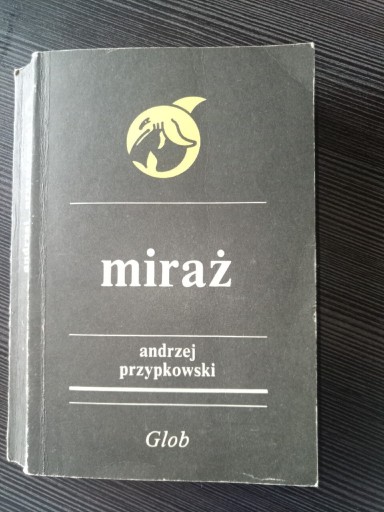 miraż
andrzej
przypkowski
Glob